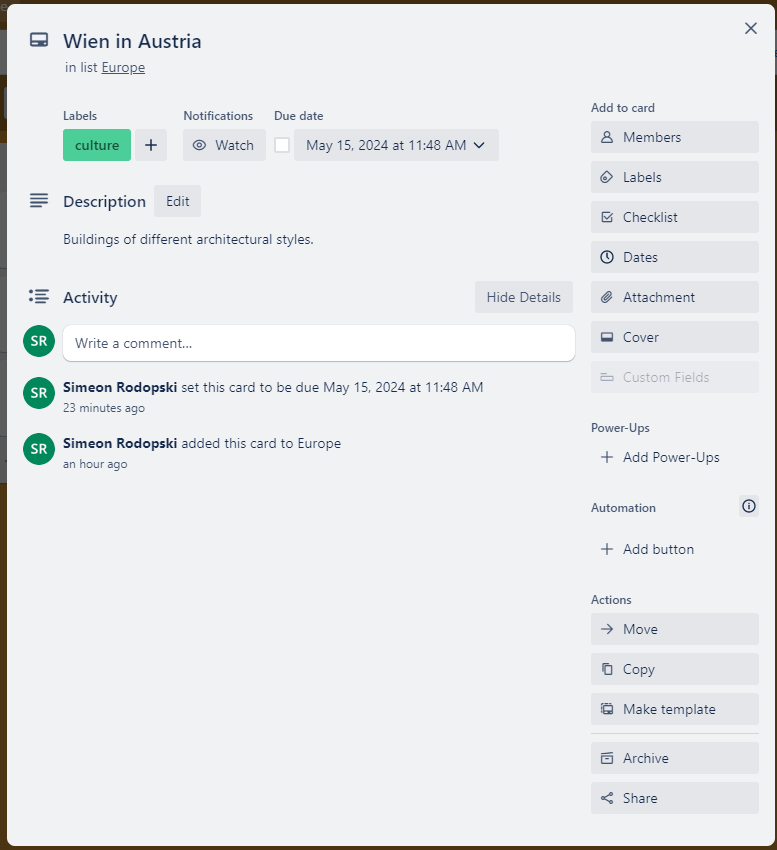 Wien in Austria
in list Europe
Labels
Notifications
Due date
culture
Watch
May 15, 2024 at 11:48 AM
Description
Edit
Buildings of different architectural styles.
Activity
Hide Details
SR
Write a comment…
SR
Simeon Rodopski set this card to be due May 15, 2024 at 11:48 AM
23 minutes ago
SR
Simeon Rodopski added this card to Europe
an hour ago
Add to card
Members
Labels
Checklist
Dates
Attachment
Cover
Custom Fields
Power-Ups
Add Power-Ups
Automation
Add button
Actions
Move
Copy
Make template
Archive
Share